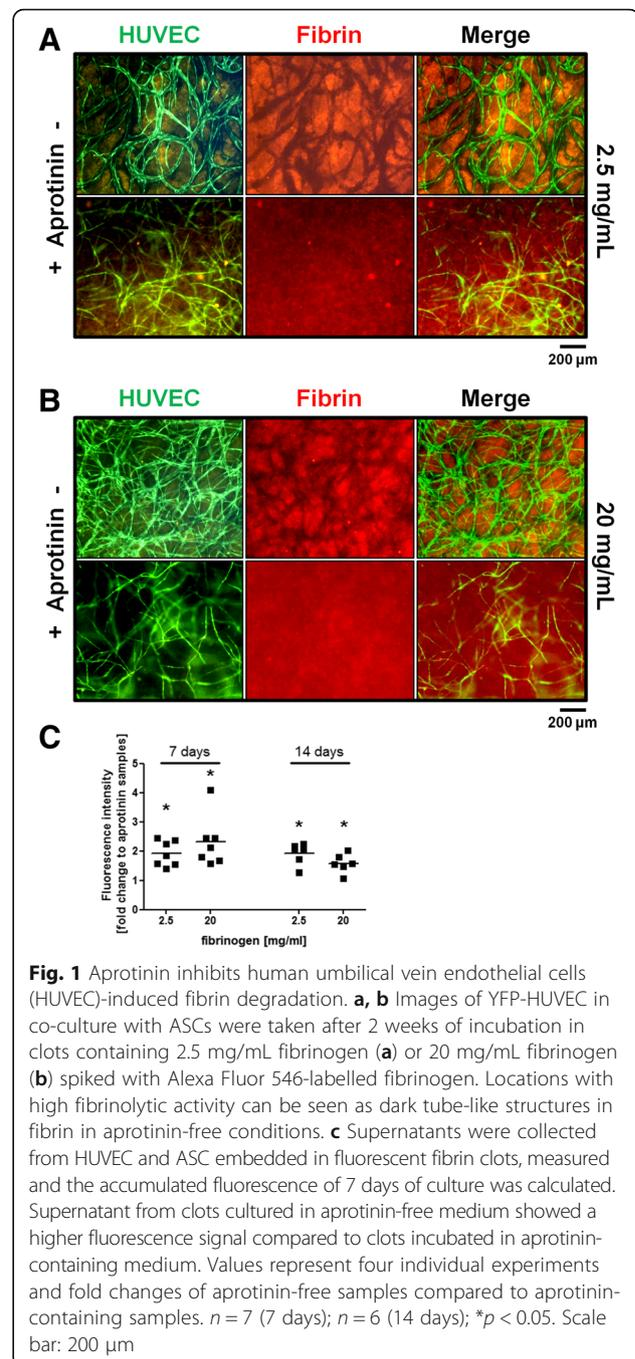 A
HUVEC Fibrin Merge
+ Aprotinin -
2.5 mg/mL
200 µm
B
HUVEC Fibrin Merge
+ Aprotinin -
20 mg/mL
200 µm
C
7 days 14 days
Fluorescence intensity
[fold change to aprotinin samples]
5
4
3
2
1
0
* * * *
2.5 20 2.5 20
fibrinogen [mg/ml]
Fig. 1 Aprotinin inhibits human umbilical vein endothelial cells
(HUVEC)-induced fibrin degradation. a, b Images of YFP-HUVEC in
co-culture with ASCs were taken after 2 weeks of incubation in
clots containing 2.5 mg/mL fibrinogen (a) or 20 mg/mL fibrinogen
(b) spiked with Alexa Fluor 546-labelled fibrinogen. Locations with
high fibrinolytic activity can be seen as dark tube-like structures in
fibrin in aprotinin-free conditions. c Supernatants were collected
from HUVEC and ASC embedded in fluorescent fibrin clots, measured
and the accumulated fluorescence of 7 days of culture was calculated.
Supernatant from clots cultured in aprotinin-free medium showed a
higher fluorescence signal compared to clots incubated in aprotinin-
containing medium. Values represent four individual experiments
and fold changes of aprotinin-free samples compared to aprotinin-
containing samples. n = 7 (7 days); n = 6 (14 days); *p < 0.05. Scale
bar: 200 µm